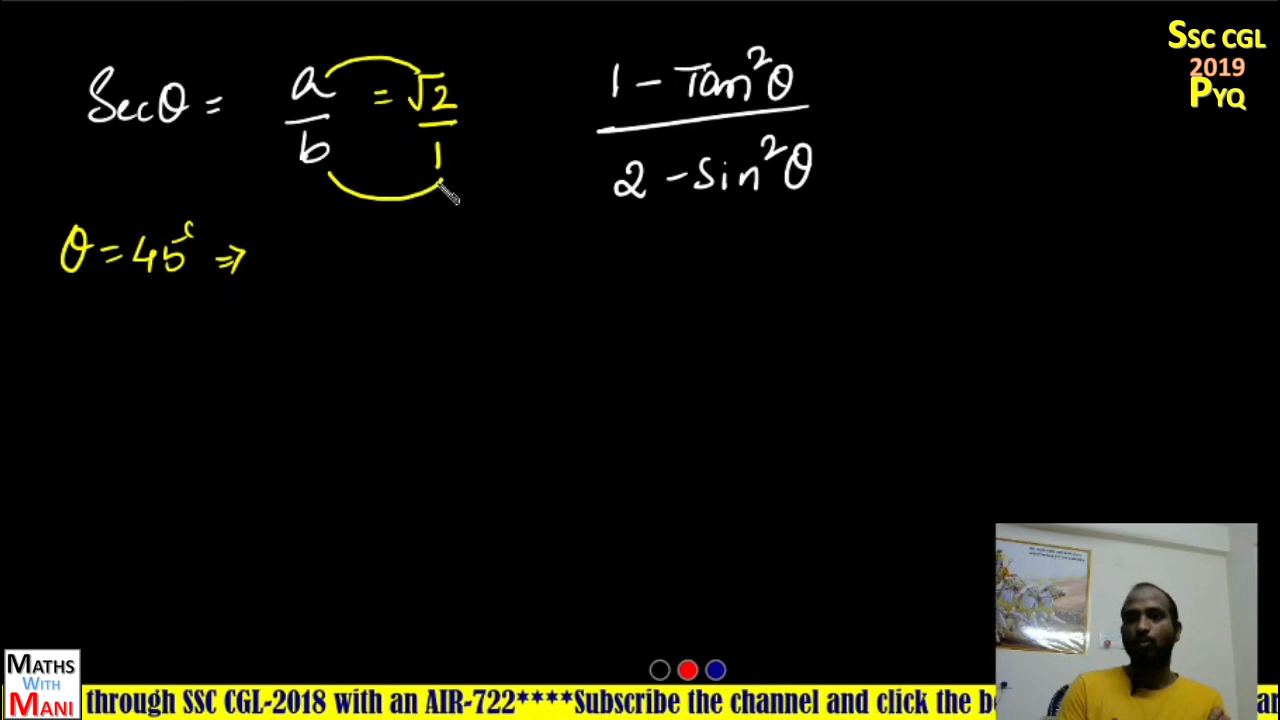 Secθ = a/b = √2/1
1 - Tan²θ / 2 - Sin²θ
θ = 45° ⇒
SSC CGL
2019
PYQ
MATHS
WITH
MANI
through SSC CGL-2018 with an AIR-722****Subscribe the channel and click the b